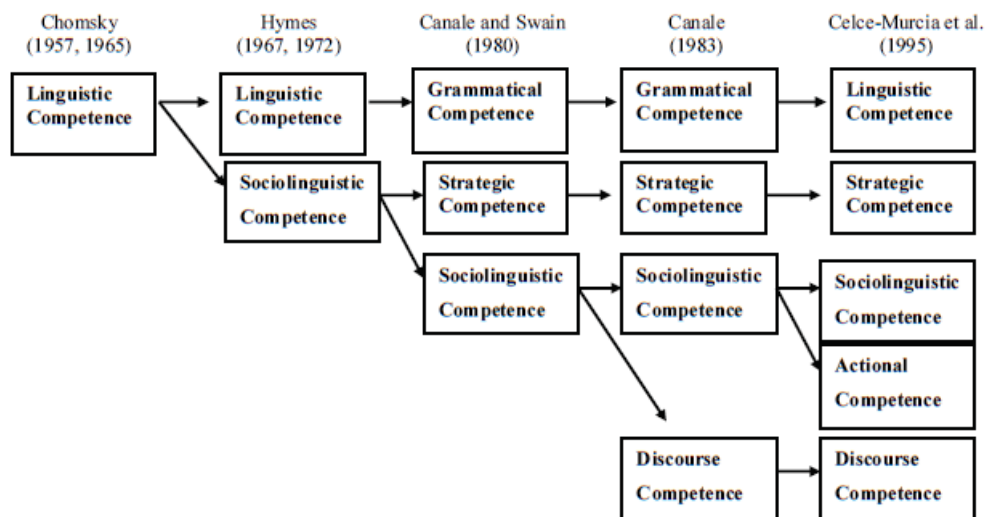 Chomsky
(1957, 1965)
Hymes
(1967, 1972)
Canale and Swain
(1980)
Canale
(1983)
Celce-Murcia et al.
(1995)
Linguistic
Competence
Linguistic
Competence
Grammatical
Competence
Grammatical
Competence
Linguistic
Competence
Sociolinguistic
Competence
Strategic
Competence
Strategic
Competence
Strategic
Competence
Sociolinguistic
Competence
Sociolinguistic
Competence
Sociolinguistic
Competence
Actional
Competence
Discourse
Competence
Discourse
Competence